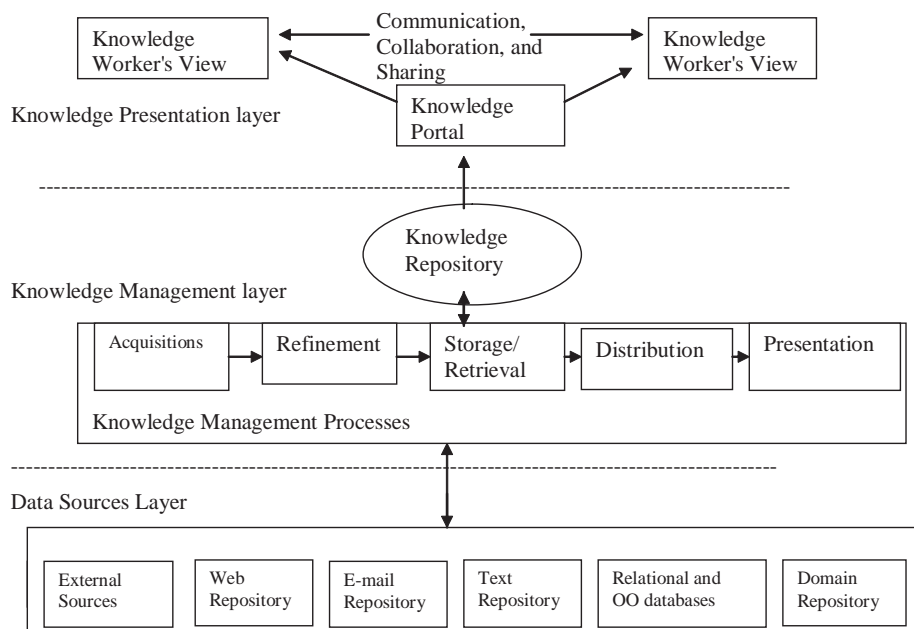 Knowledge
Worker's View
Communication,
Collaboration, and
Sharing
Knowledge
Worker's View
Knowledge Presentation layer
Knowledge
Portal
Knowledge
Repository
Knowledge Management layer
Acquisitions
Refinement
Storage/
Retrieval
Distribution
Presentation
Knowledge Management Processes
Data Sources Layer
External
Sources
Web
Repository
E-mail
Repository
Text
Repository
Relational and
OO databases
Domain
Repository